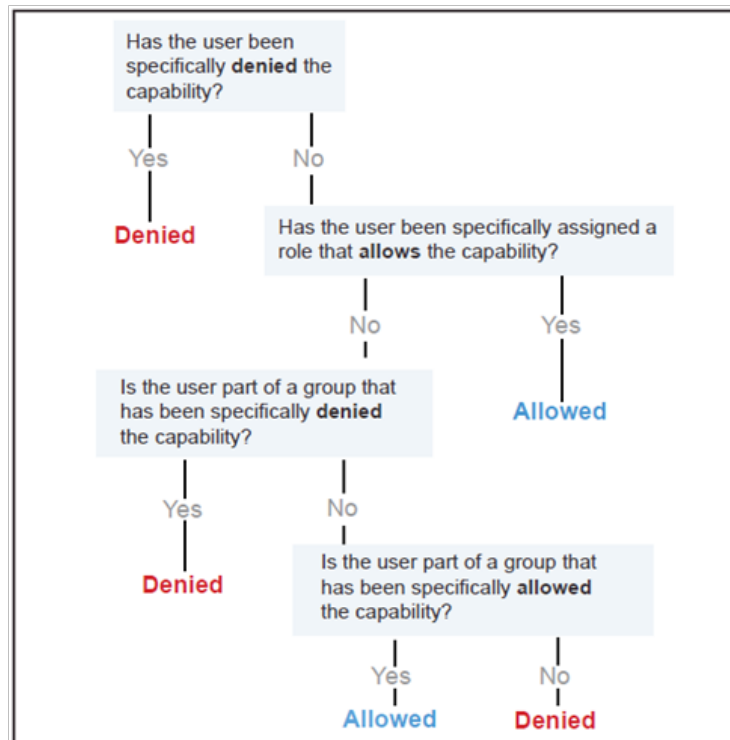 Has the user been
specifically denied the
capability?
Yes
No
Denied
Has the user been specifically assigned a
role that allows the capability?
No
Yes
Allowed
Is the user part of a group that
has been specifically denied
the capability?
Yes
No
Denied
Is the user part of a group that
has been specifically allowed
the capability?
Yes
No
Allowed
Denied